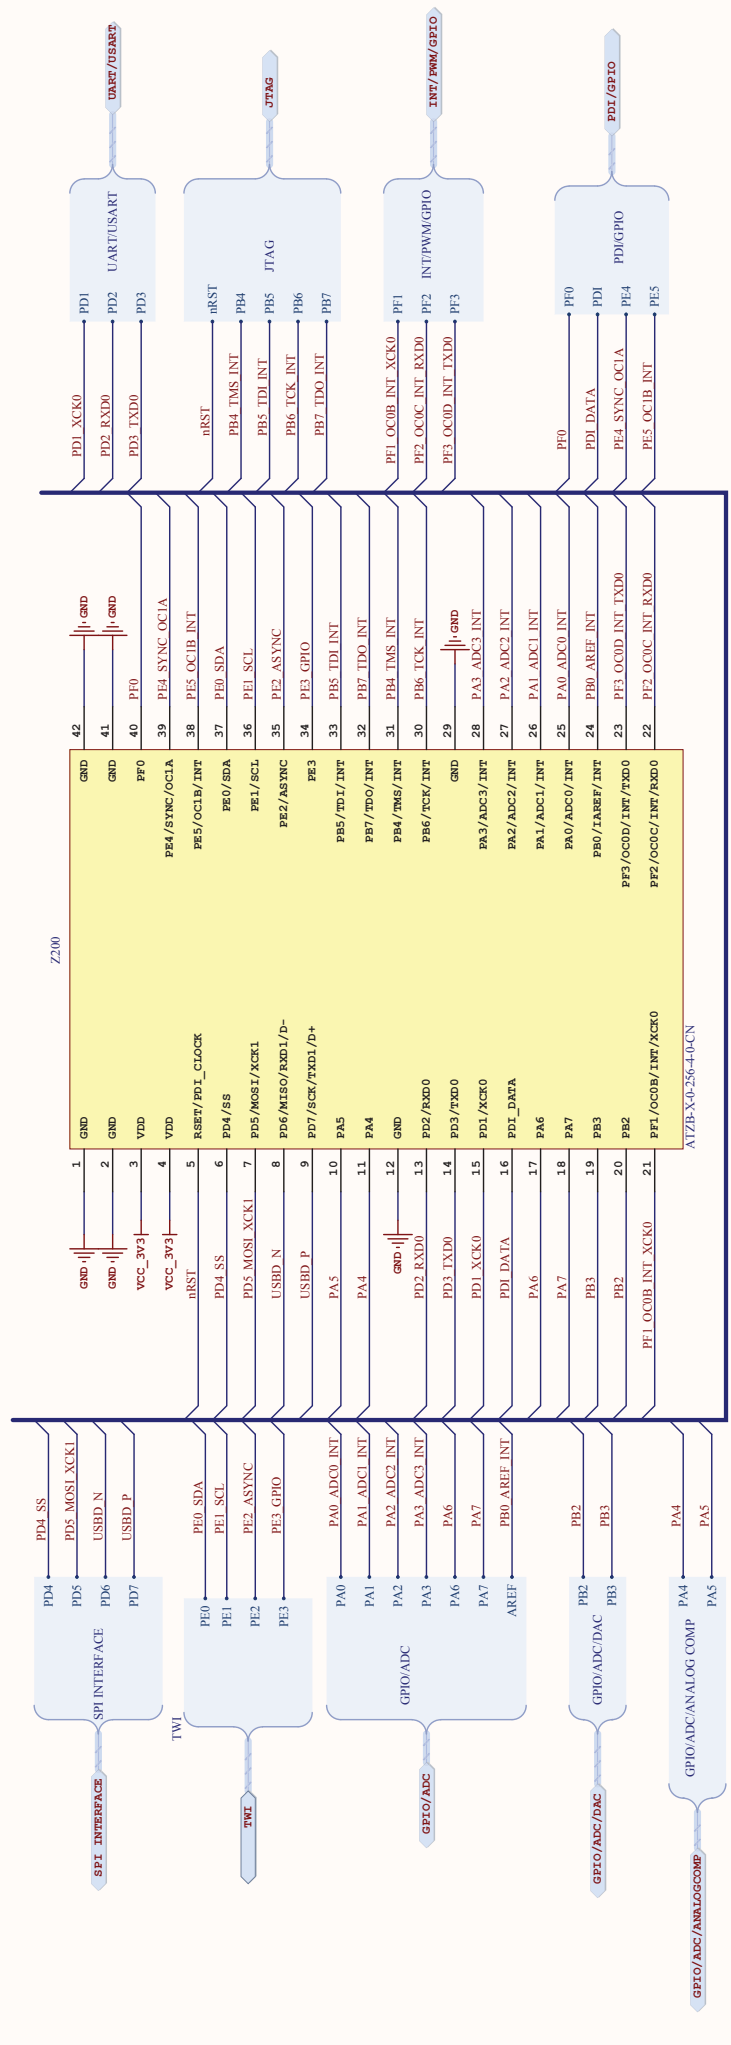 SPI INTERFACE
SPI INTERFACE
PD4
PD5
PD6
PD7
PD4_SS
PD5_MOSI_XCK1
USBD_N
USBD_P
TWI
TWI
PE0
PE1
PE2
PE3
PE0_SDA
PE1_SCL
PE2_ASYNC
PE3_GPIO
GPIO/ADC
GPIO/ADC
PA0
PA1
PA2
PA3
PA6
PA7
AREF
PA0_ADC0_INT
PA1_ADC1_INT
PA2_ADC2_INT
PA3_ADC3_INT
PA6
PA7
PB0_AREF_INT
GPIO/ADC/DAC
GPIO/ADC/DAC
PB2
PB3
PB2
PB3
GPIO/ADC/ANALOGCOMP
GPIO/ADC/ANALOG COMP
PA4
PA5
PA4
PA5
Z200
GND 1 GND
GND 2 GND
VCC_3V3 3 VDD
VCC_3V3 4 VDD
nRST 5 RSET/PDI_CLOCK
PD4_SS 6 PD4/SS
PD5_MOSI_XCK1 7 PD5/MOSI/XCK1
USBD_N 8 PD6/MISO/RXD1/D-
USBD_P 9 PD7/SCK/TXD1/D+
PA5 10 PA5
PA4 11 PA4
GND 12 GND
PD2_RXD0 13 PD2/RXD0
PD3_TXD0 14 PD3/TXD0
PD1_XCK0 15 PD1/XCK0
PDI_DATA 16 PDI_DATA
PA6 17 PA6
PA7 18 PA7
PB3 19 PB3
PB2 20 PB2
PF1_OC0B_INT_XCK0 21 PF1/OC0B/INT/XCK0
ATZB-X-0-256-4-0-CN
GND 42 GND
GND 41 GND
PF0 40 PF0
PE4/SYNC/OC1A 39 PE4_SYNC_OC1A
PE5/OC1B/INT 38 PE5_OC1B_INT
PE0/SDA 37 PE0_SDA
PE1/SCL 36 PE1_SCL
PE2/ASYNC 35 PE2_ASYNC
PE3 34 PE3_GPIO
PB5/TDI/INT 33 PB5_TDI_INT
PB7/TDO/INT 32 PB7_TDO_INT
PB4/TMS/INT 31 PB4_TMS_INT
PB6/TCK/INT 30 PB6_TCK_INT
GND 29 GND
PA3/ADC3/INT 28 PA3_ADC3_INT
PA2/ADC2/INT 27 PA2_ADC2_INT
PA1/ADC1/INT 26 PA1_ADC1_INT
PA0/ADC0/INT 25 PA0_ADC0_INT
PB0/IAREF/INT 24 PB0_AREF_INT
PF3/OC0D/INT/TXD0 23 PF3_OC0D_INT_TXD0
PF2/OC0C/INT/RXD0 22 PF2_OC0C_INT_RXD0
PD1_XCK0
PD2_RXD0
PD3_TXD0
PD1
PD2
PD3
UART/USART
UART/USART
nRST
PB4_TMS_INT
PB5_TDI_INT
PB6_TCK_INT
PB7_TDO_INT
nRST
PB4
PB5
PB6
PB7
JTAG
JTAG
PF1_OC0B_INT_XCK0
PF2_OC0C_INT_RXD0
PF3_OC0D_INT_TXD0
PF1
PF2
PF3
INT/PWM/GPIO
INT/PWM/GPIO
PF0
PDI_DATA
PE4_SYNC_OC1A
PE5_OC1B_INT
PF0
PDI
PE4
PE5
PDI/GPIO
PDI/GPIO